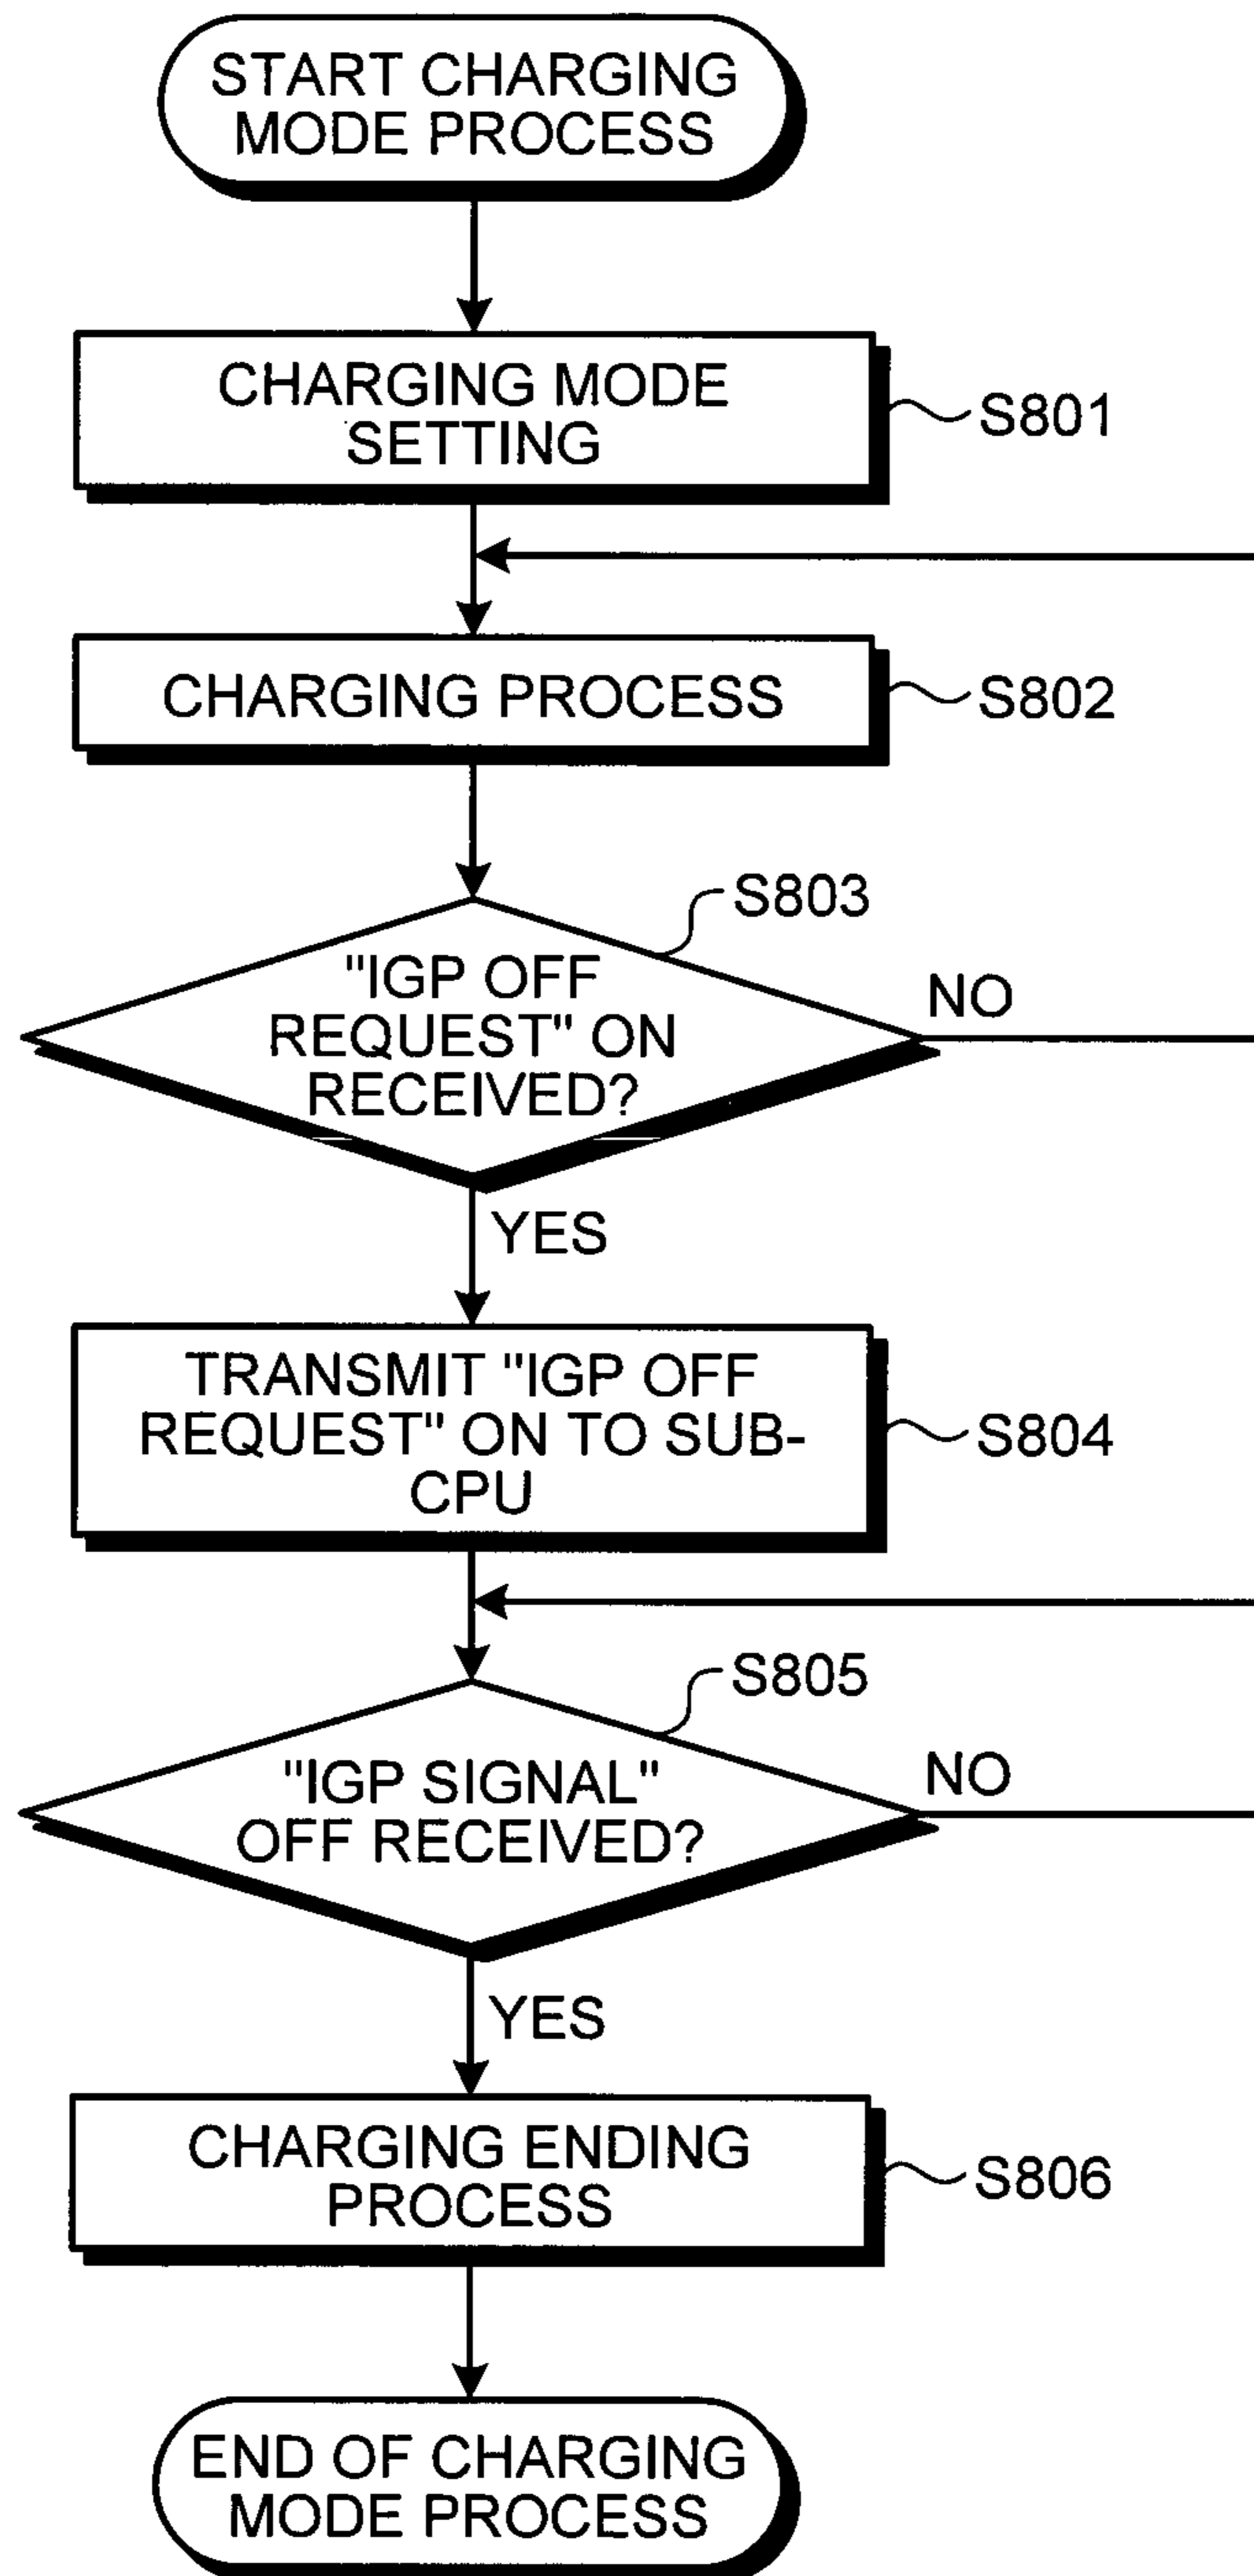 START CHARGING
MODE PROCESS
CHARGING MODE
SETTING
S801
CHARGING PROCESS
S802
S803
"IGP OFF
REQUEST" ON
RECEIVED?
NO
YES
TRANSMIT "IGP OFF
REQUEST" ON TO SUB-
CPU
S804
S805
"IGP SIGNAL"
OFF RECEIVED?
NO
YES
CHARGING ENDING
PROCESS
S806
END OF CHARGING
MODE PROCESS